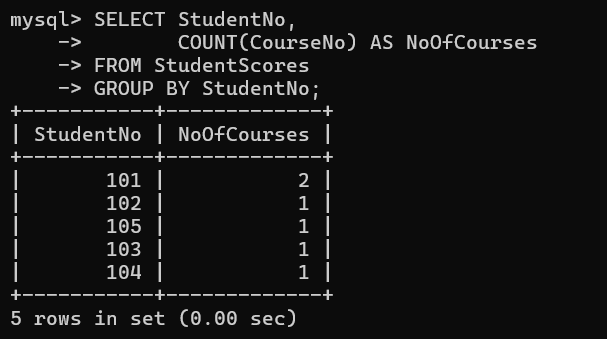 mysql> SELECT StudentNo,
    ->        COUNT(CourseNo) AS NoOfCourses
    -> FROM StudentScores
    -> GROUP BY StudentNo;
+-----------+-------------+
| StudentNo | NoOfCourses |
+-----------+-------------+
|       101 |           2 |
|       102 |           1 |
|       105 |           1 |
|       103 |           1 |
|       104 |           1 |
+-----------+-------------+
5 rows in set (0.00 sec)